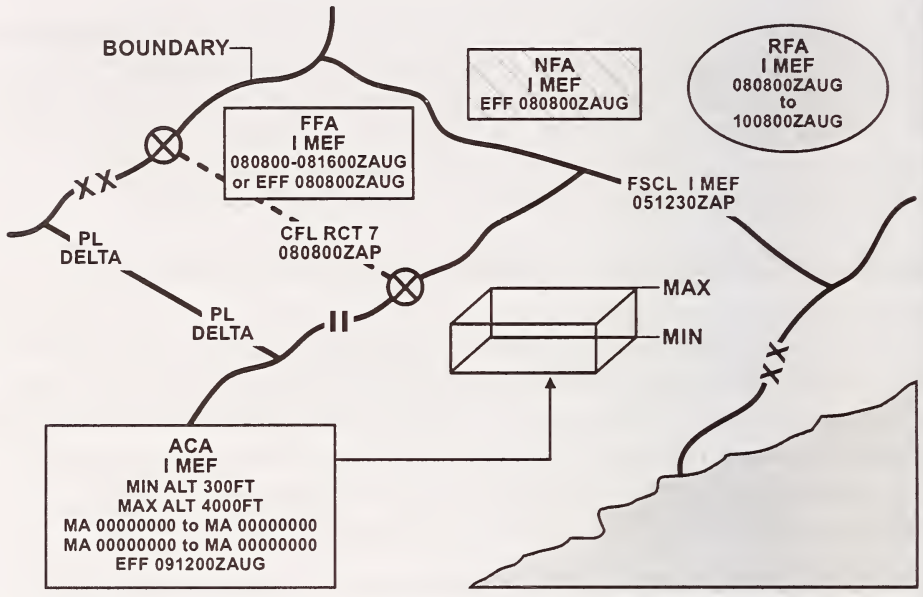 BOUNDARY
NFA
I MEF
EFF 080800ZAUG
RFA
I MEF
080800ZAUG
to
100800ZAUG
FFA
I MEF
080800-081600ZAUG
or EFF 080800ZAUG
XX
FSCL I MEF
051230ZAP
PL
DELTA
CFL RCT 7
080800ZAP
PL
DELTA
II
MAX
MIN
XX
ACA
I MEF
MIN ALT 300FT
MAX ALT 4000FT
MA 00000000 to MA 00000000
MA 00000000 to MA 00000000
EFF 091200ZAUG